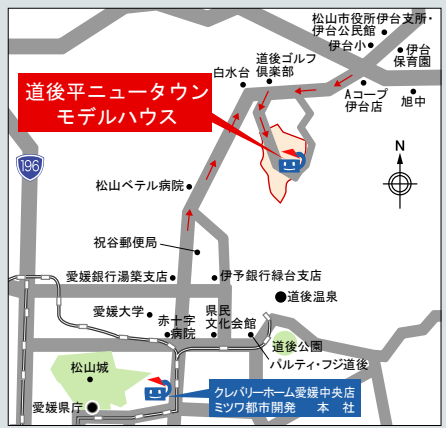 松山市役所伊台支所・
伊台公民館
伊台小
伊台
保育園
道後ゴルフ
倶楽部
白水台
Aコープ
伊台店
旭中
道後平ニュータウン
モデルハウス
N
196
松山ベテル病院
祝谷郵便局
愛媛銀行湯築支店
伊予銀行緑台支店
道後温泉
愛媛大学
赤十字
病院
県民
文化会館
道後公園
パルティ・フジ道後
松山城
愛媛県庁
クレバリーホーム愛媛中央店
ミツワ都市開発 本 社